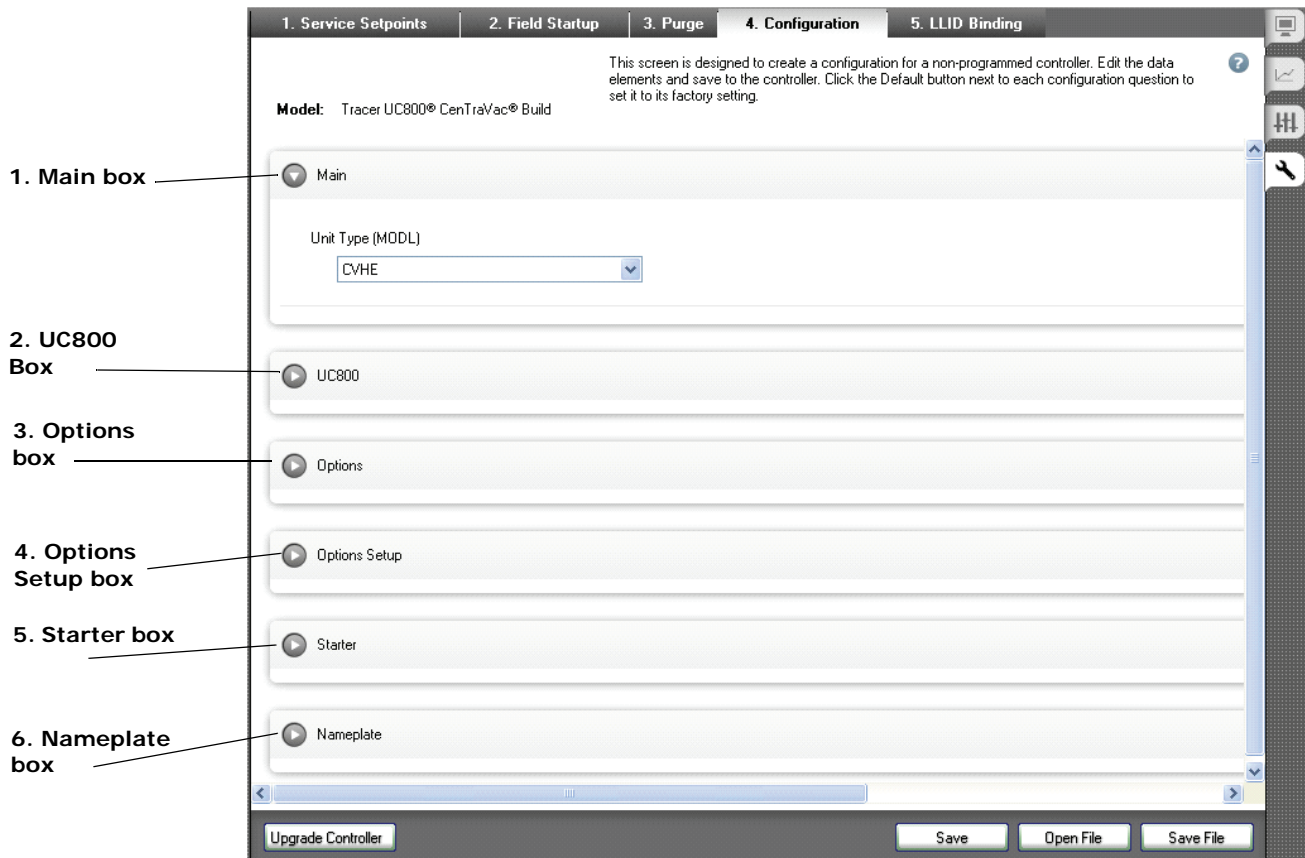 1. Service Setpoints
2. Field Startup
3. Purge
4. Configuration
5. LLID Binding
This screen is designed to create a configuration for a non-programmed controller. Edit the data
elements and save to the controller. Click the Default button next to each configuration question to
set it to its factory setting.
?
Model: Tracer UC800® CenTraVac® Build
1. Main box
Main
Unit Type (MODL)
CVHE
2. UC800
Box
UC800
3. Options
box
Options
4. Options
Setup box
Options Setup
5. Starter box
Starter
6. Nameplate
box
Nameplate
Upgrade Controller
Save
Open File
Save File